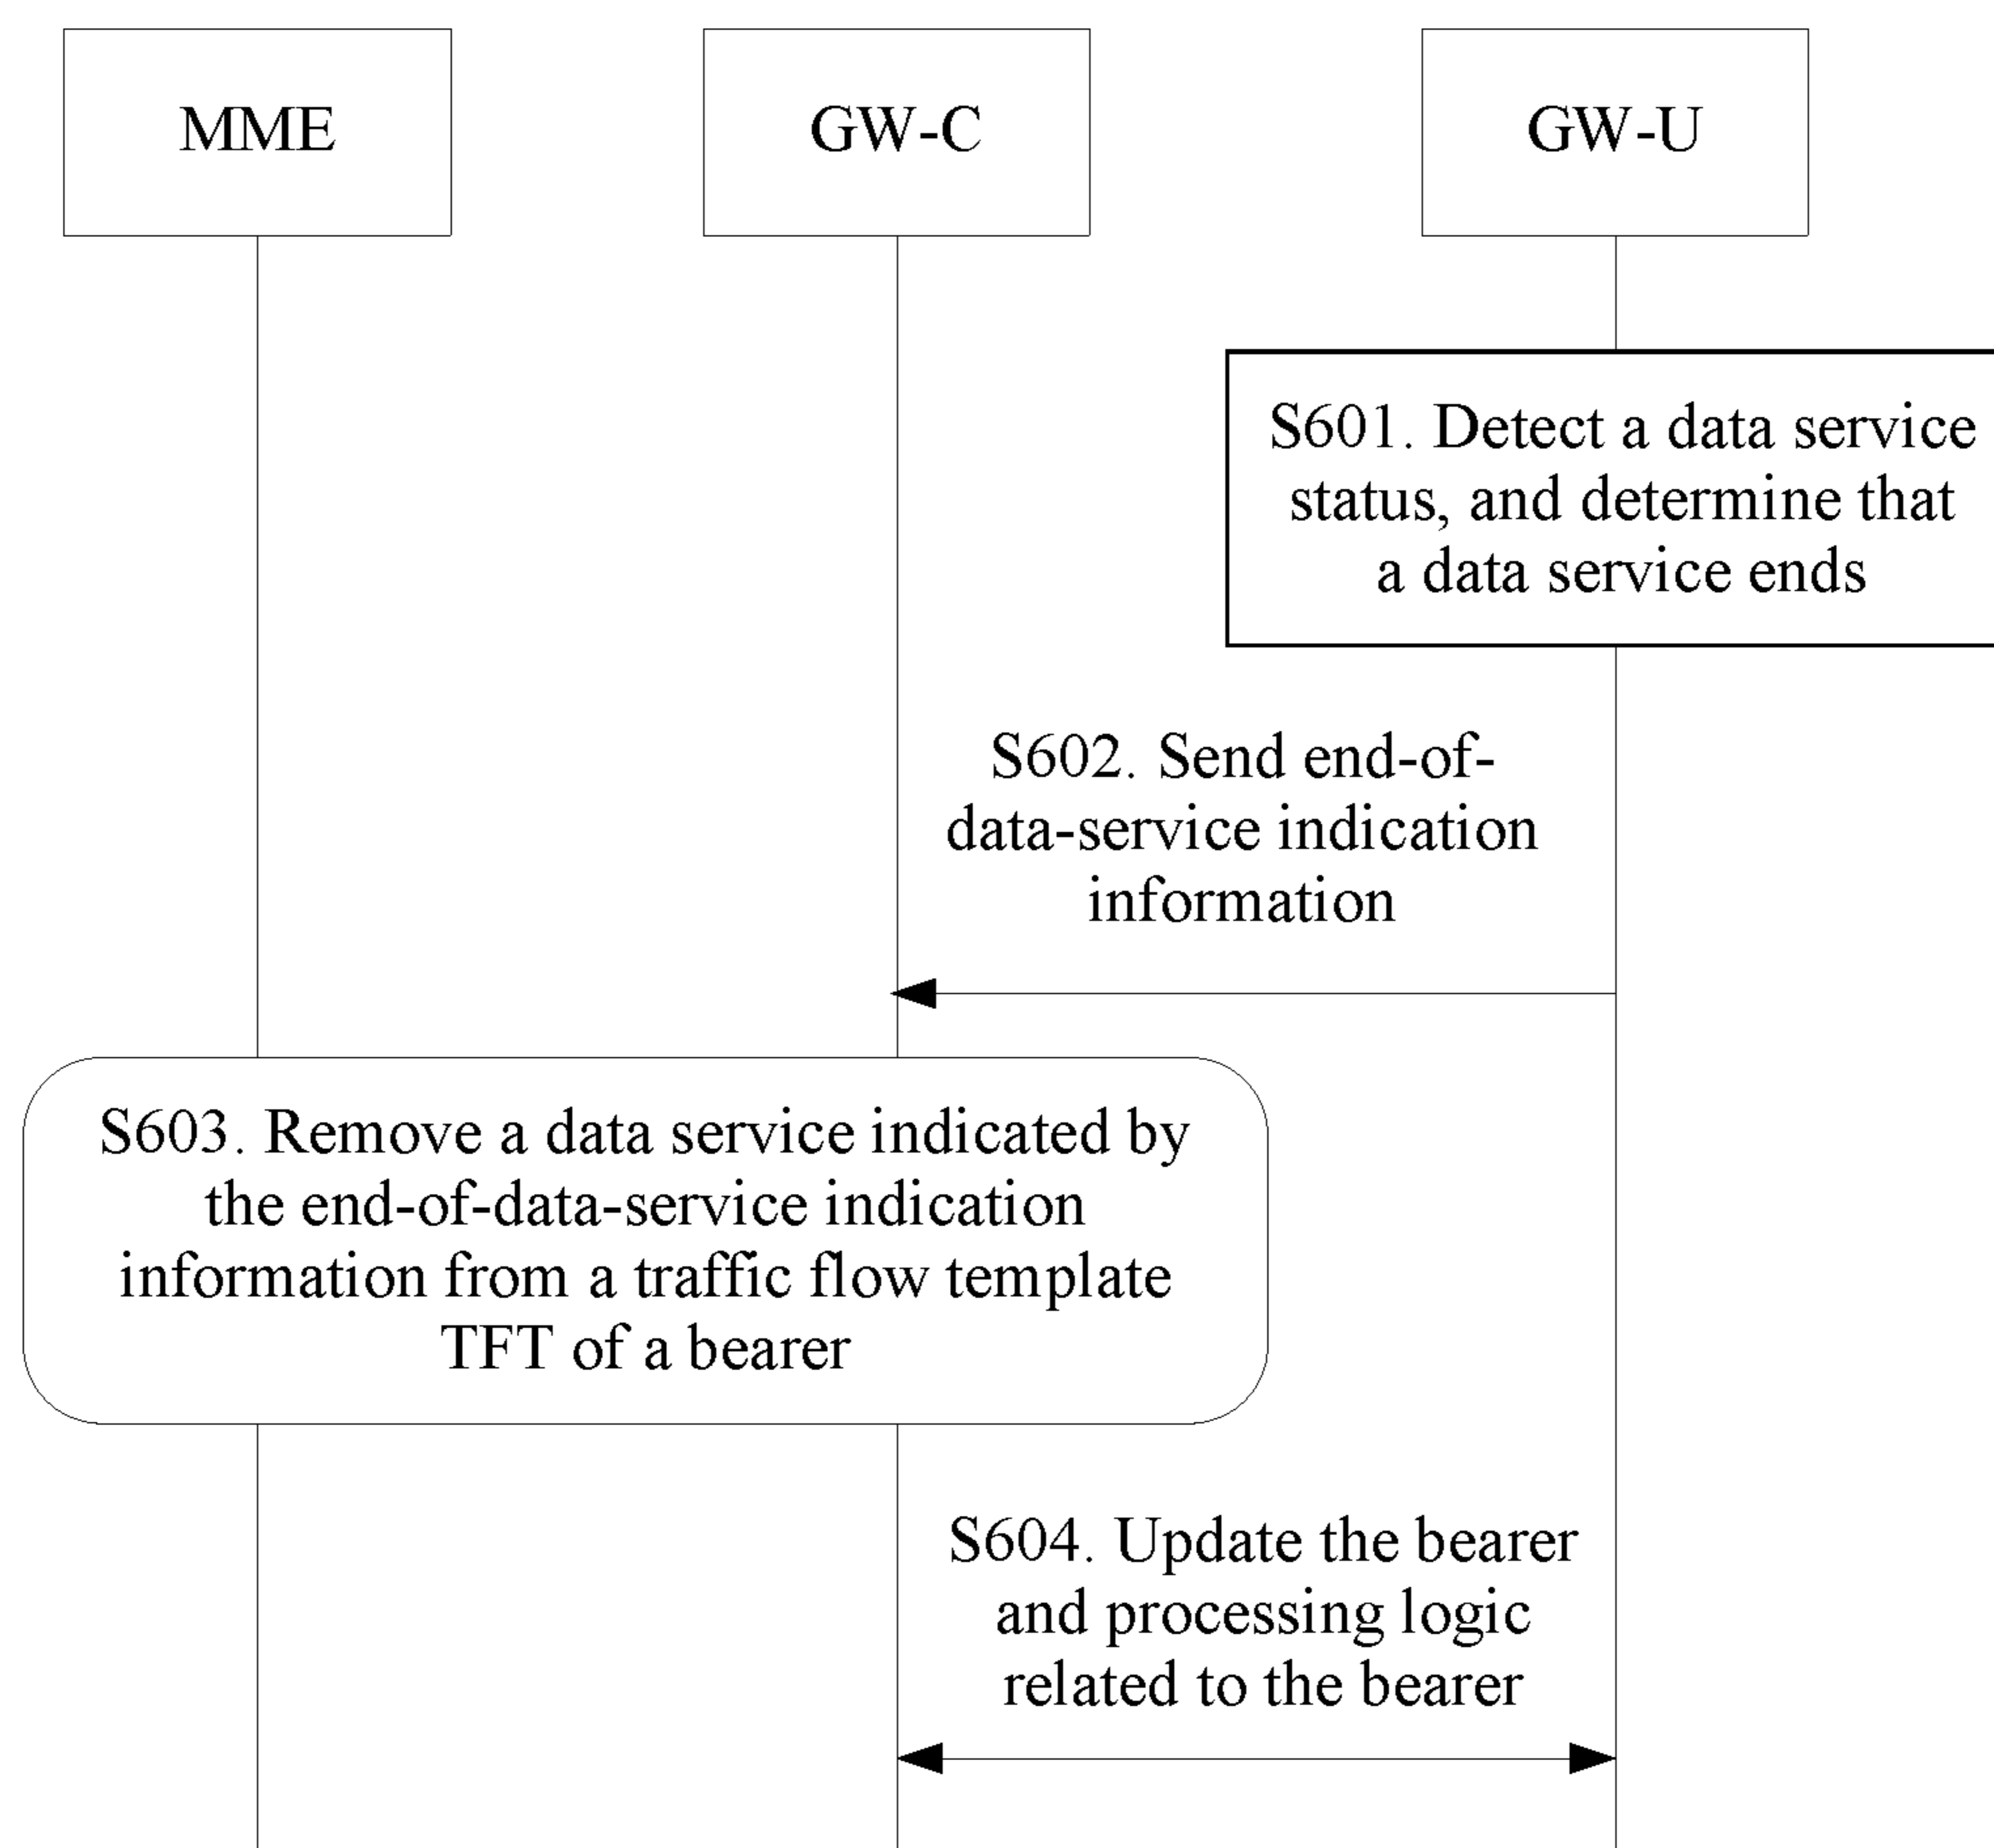 MME
GW-C
GW-U
S601. Detect a data service
status, and determine that
a data service ends
S602. Send end-of-
data-service indication
information
S603. Remove a data service indicated by
the end-of-data-service indication
information from a traffic flow template
TFT of a bearer
S604. Update the bearer
and processing logic
related to the bearer